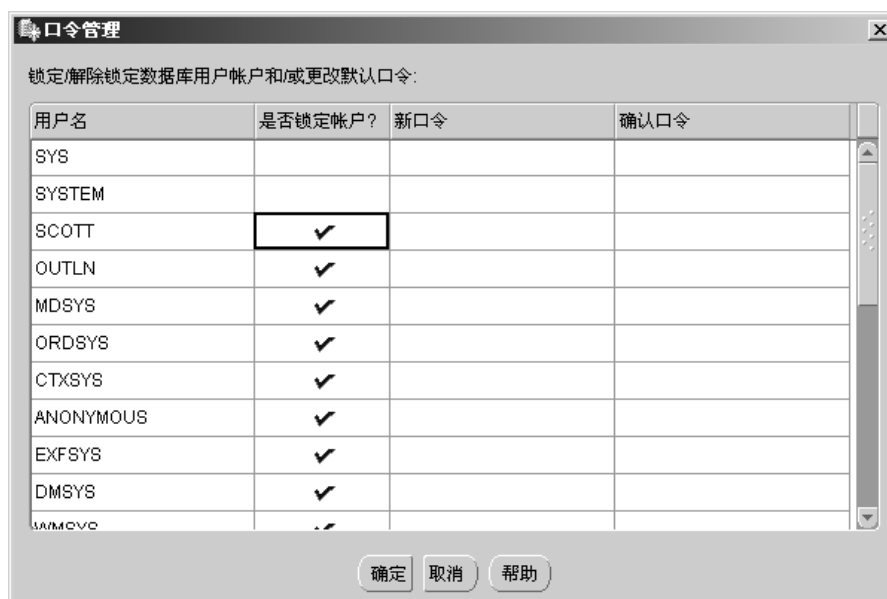 口令管理
锁定/解除锁定数据库用户帐户和/或更改默认口令:
用户名 是否锁定帐户? 新口令 确认口令
SYS
SYSTEM
SCOTT
OUTLN
MDSYS
ORDSYS
CTXSYS
ANONYMOUS
EXFSYS
DMSYS
WMSYS
确定 取消 帮助